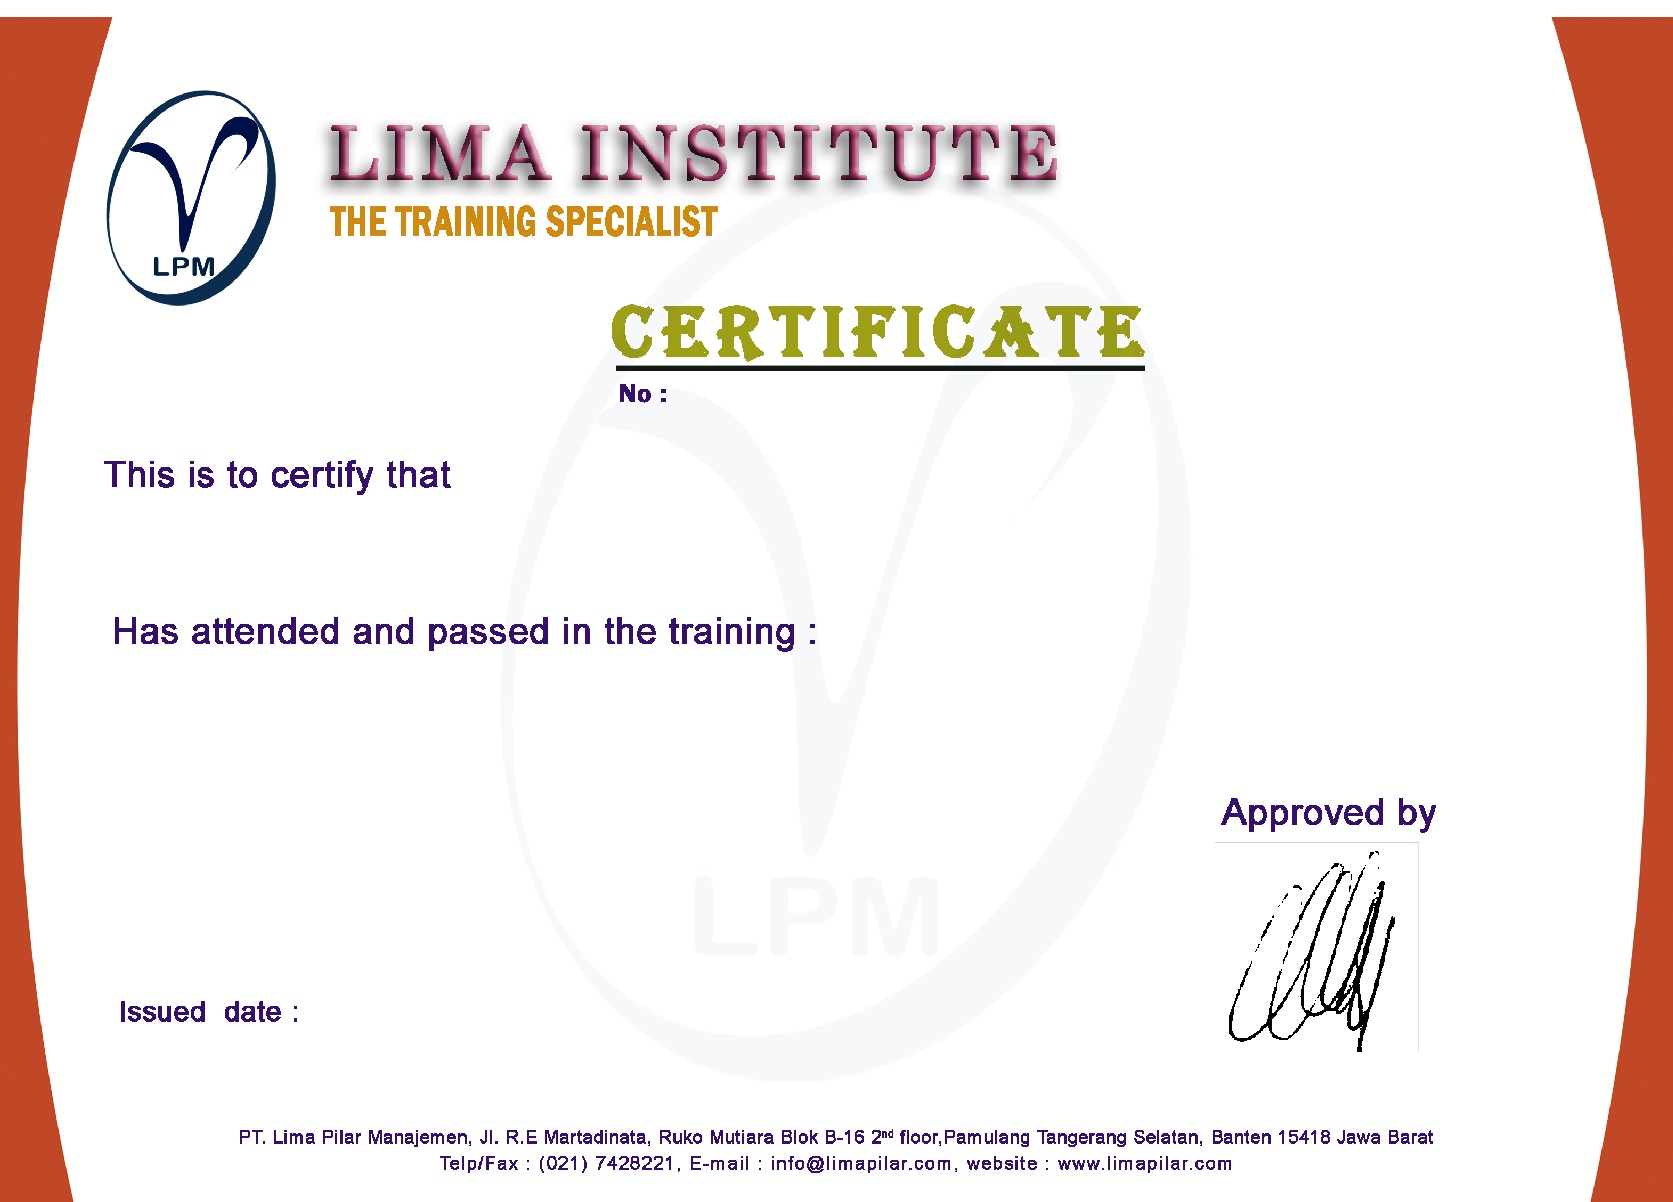 LIMA INSTITUTE
THE TRAINING SPECIALIST
LPM
CERTIFICATE
No :
This is to certify that
Has attended and passed in the training :
Approved by
LPM
Issued date :
PT. Lima Pilar Manajemen, Jl. R.E Martadinata, Ruko Mutiara Blok B-16 2nd floor,Pamulang Tangerang Selatan, Banten 15418 Jawa Barat
Telp/Fax : (021) 7428221, E-mail : info@limapilar.com, website : www.limapilar.com